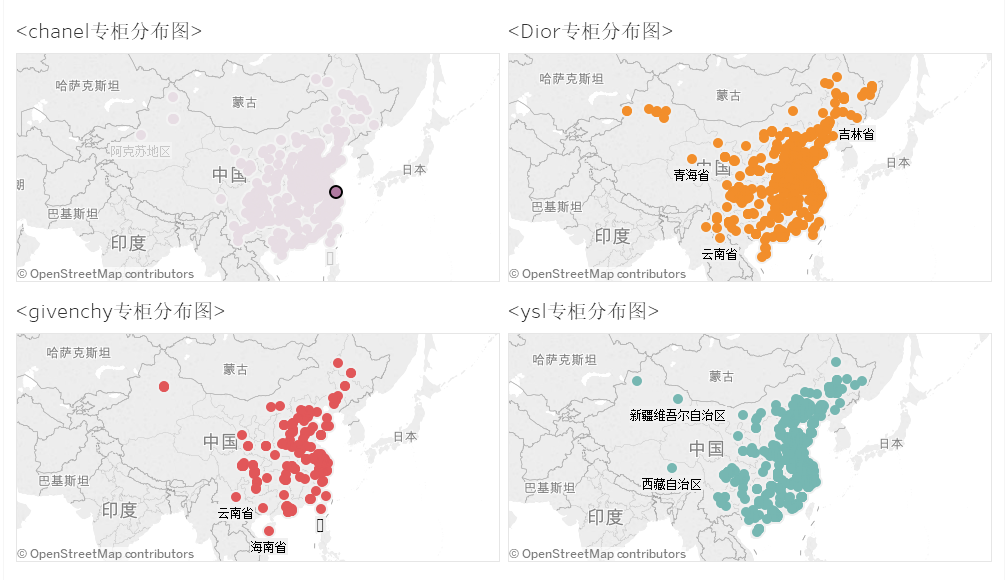 <chanel专柜分布图>
哈萨克斯坦
蒙古
阿克苏地区
中国
日本
巴基斯坦
印度
© OpenStreetMap contributors
<Dior专柜分布图>
哈萨克斯坦
蒙古
吉林省
中国
青海省
日本
巴基斯坦
印度
云南省
© OpenStreetMap contributors
<givenchy专柜分布图>
哈萨克斯坦
蒙古
中国
日本
巴基斯坦
印度
云南省
海南省
© OpenStreetMap contributors
<ysl专柜分布图>
哈萨克斯坦
蒙古
新疆维吾尔自治区
中国
日本
西藏自治区
巴基斯坦
印度
© OpenStreetMap contributors